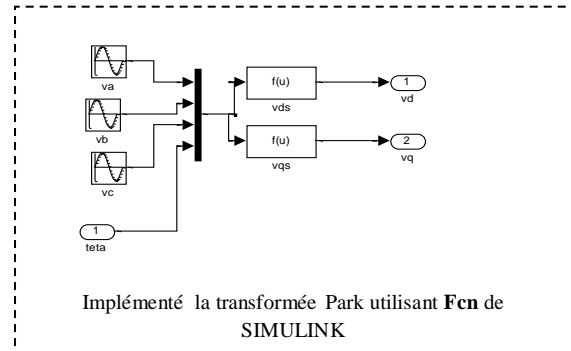 va
vb
vc
1
teta
f(u)
vds
f(u)
vqs
1
vd
2
vq
Implémenté la transformée Park utilisant Fcn de
SIMULINK